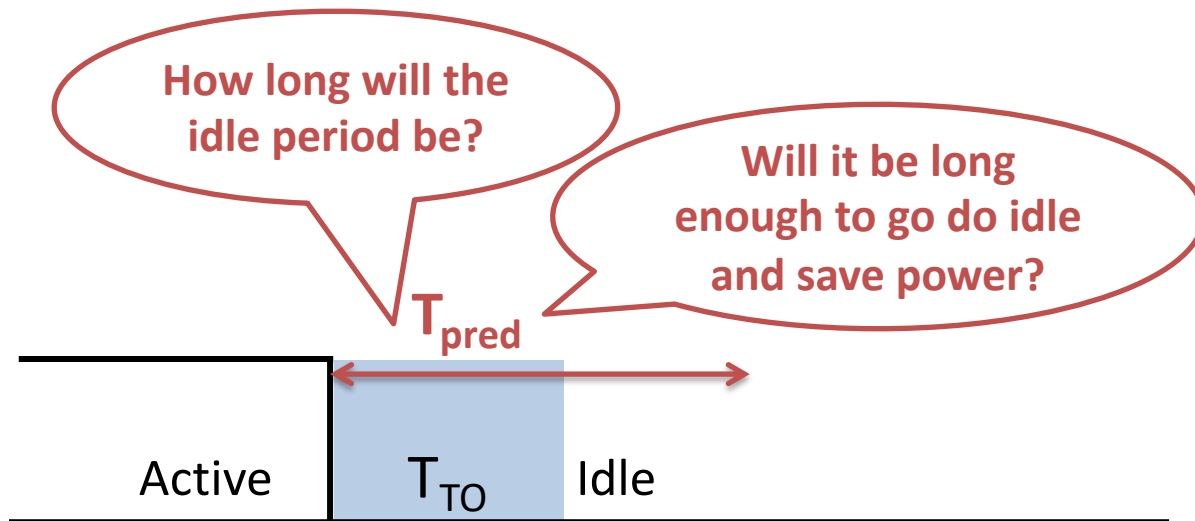 How long will the
idle period be?
Will it be long
enough to go do idle
and save power?
Tpred
Active
TTO
Idle